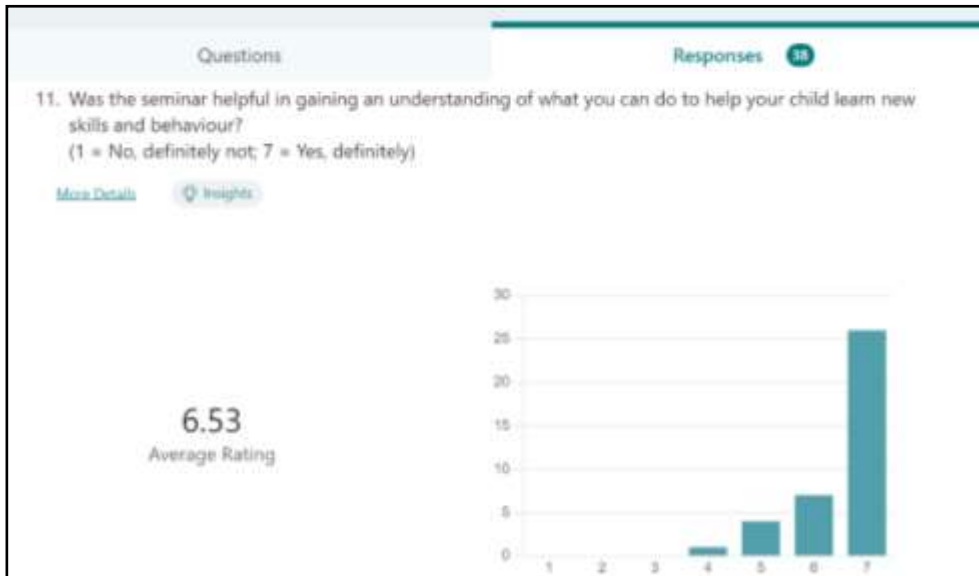 Questions
Responses 38
11. Was the seminar helpful in gaining an understanding of what you can do to help your child learn new
skills and behaviour?
(1 = No, definitely not; 7 = Yes, definitely)
More Details
Insights
6.53
Average Rating
30
25
20
15
10
5
0
1 2 3 4 5 6 7